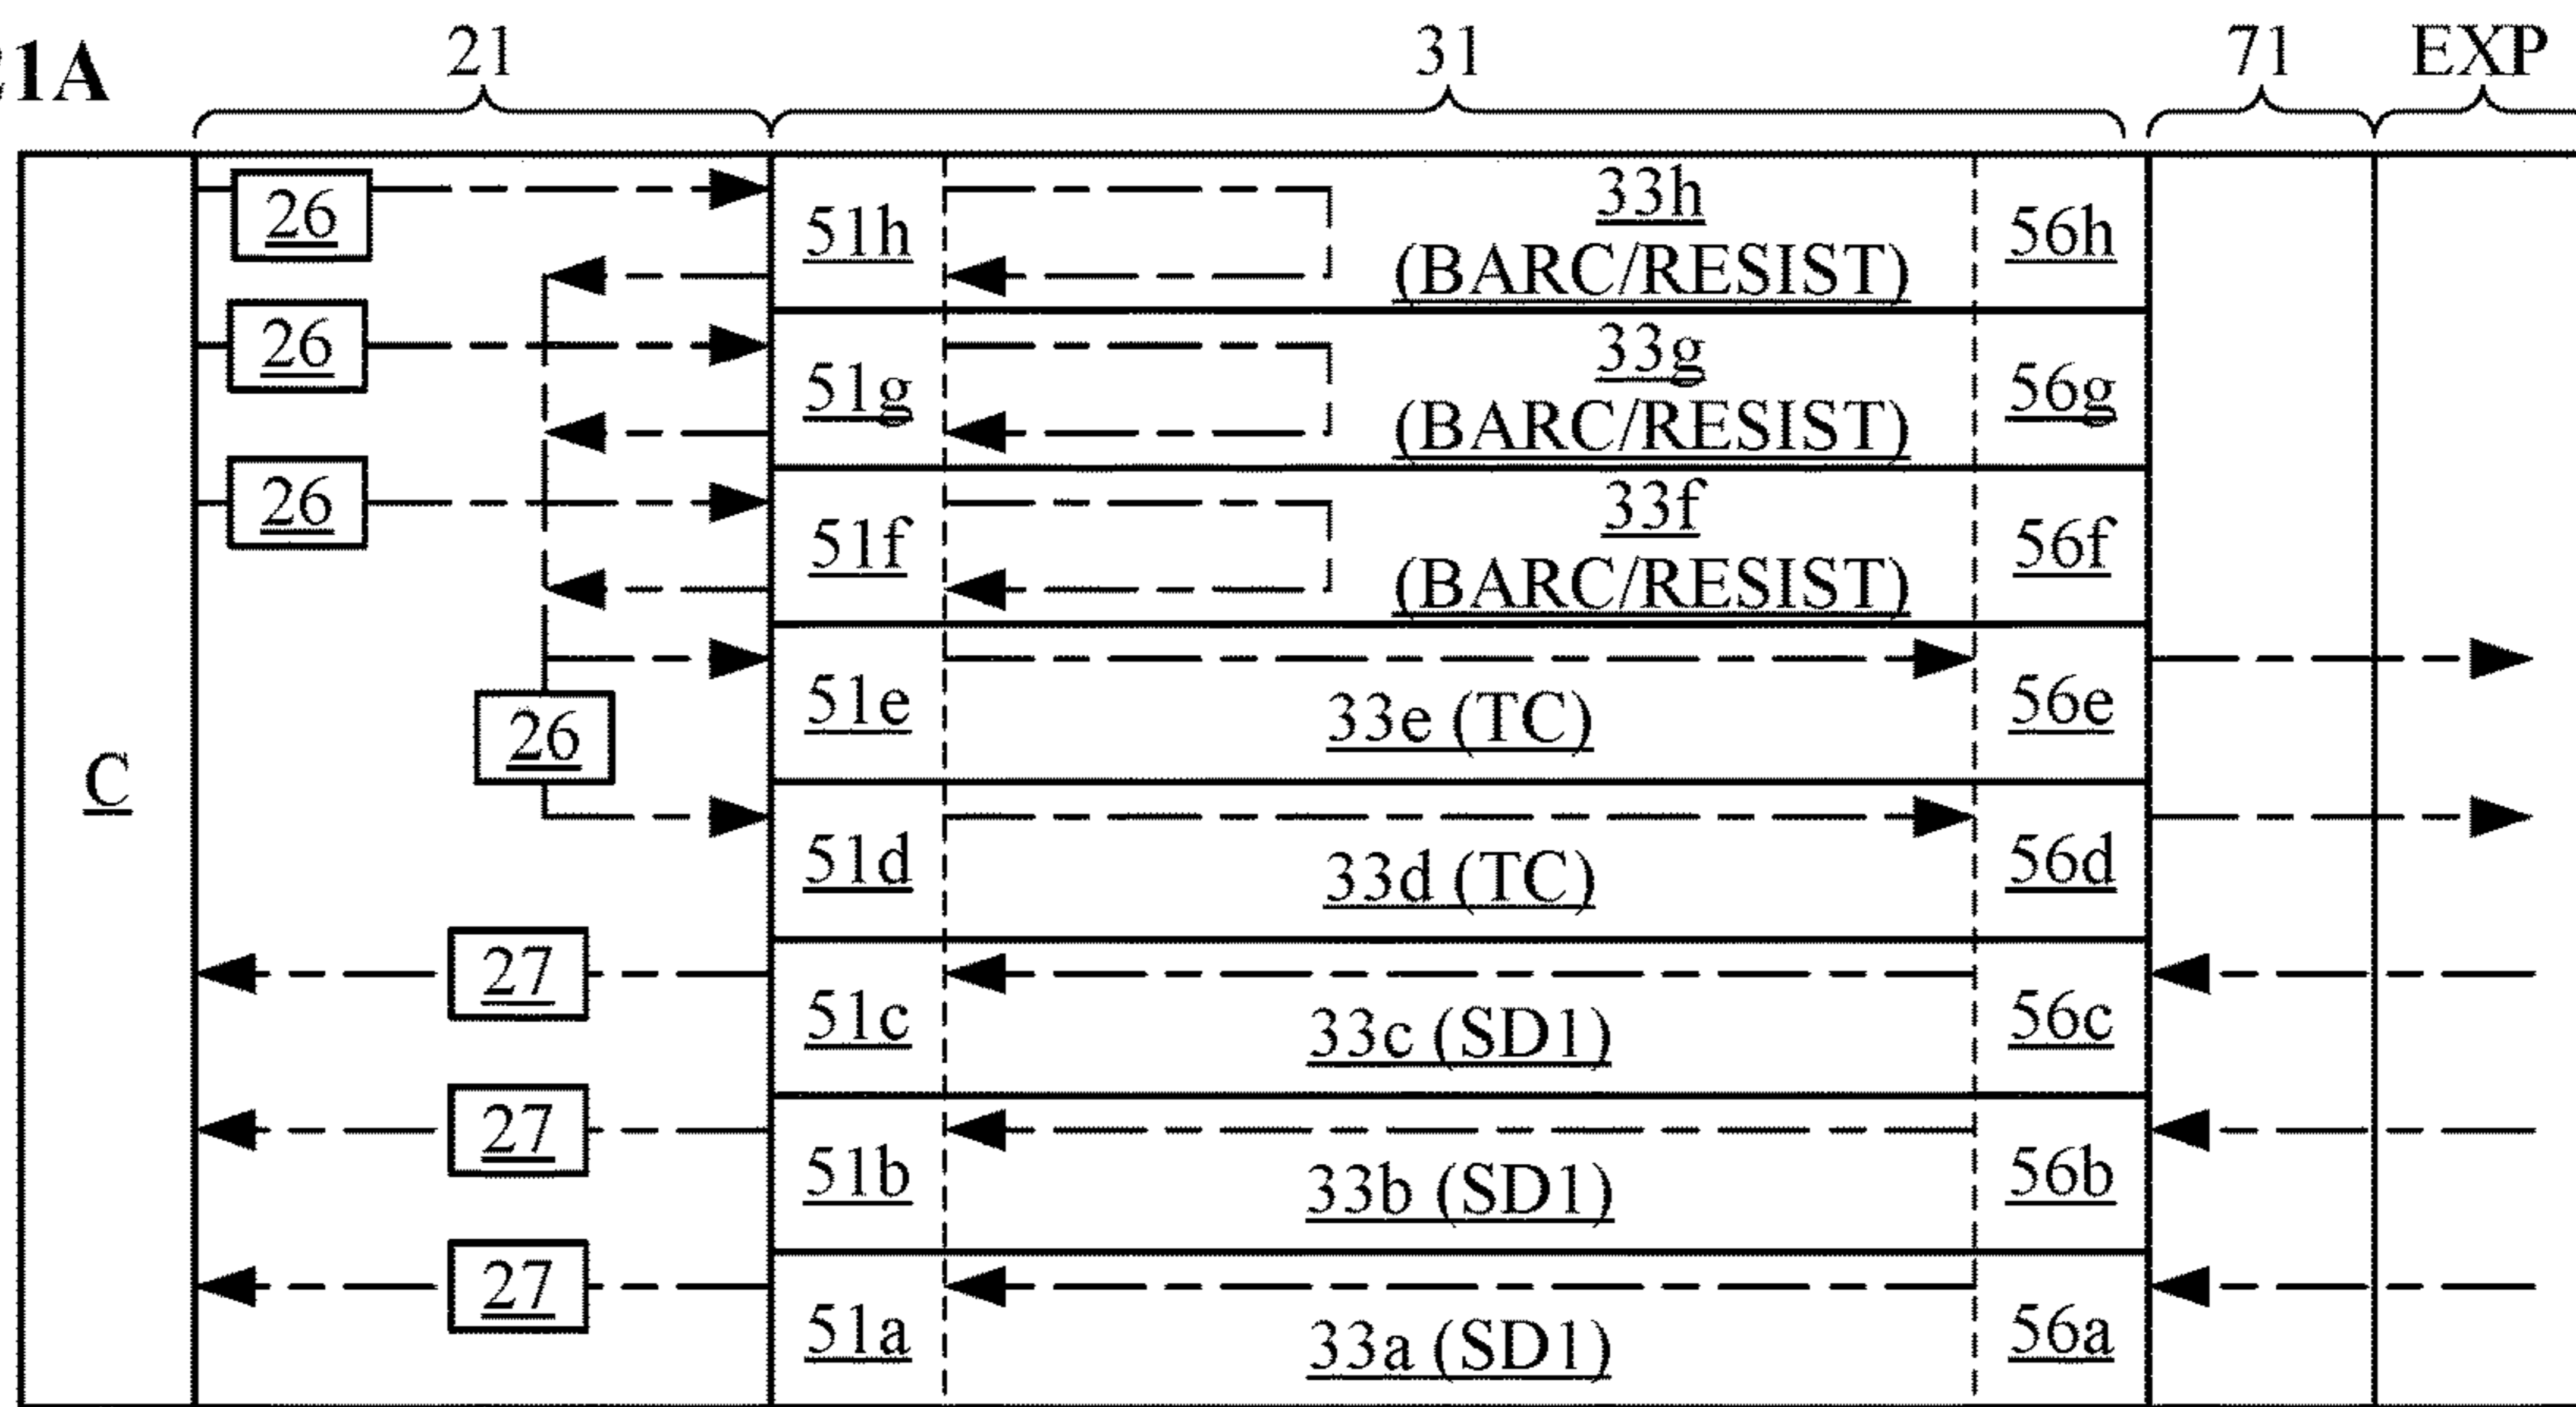 21A
21 31 71 EXP
26 51h 33h 56h
(BARC/RESIST)
26 51g 33g 56g
(BARC/RESIST)
26 51f 33f 56f
(BARC/RESIST)
51e 33e (TC) 56e
26
C
51d 33d (TC) 56d
27 51c 33c (SD1) 56c
27 51b 33b (SD1) 56b
27 51a 33a (SD1) 56a